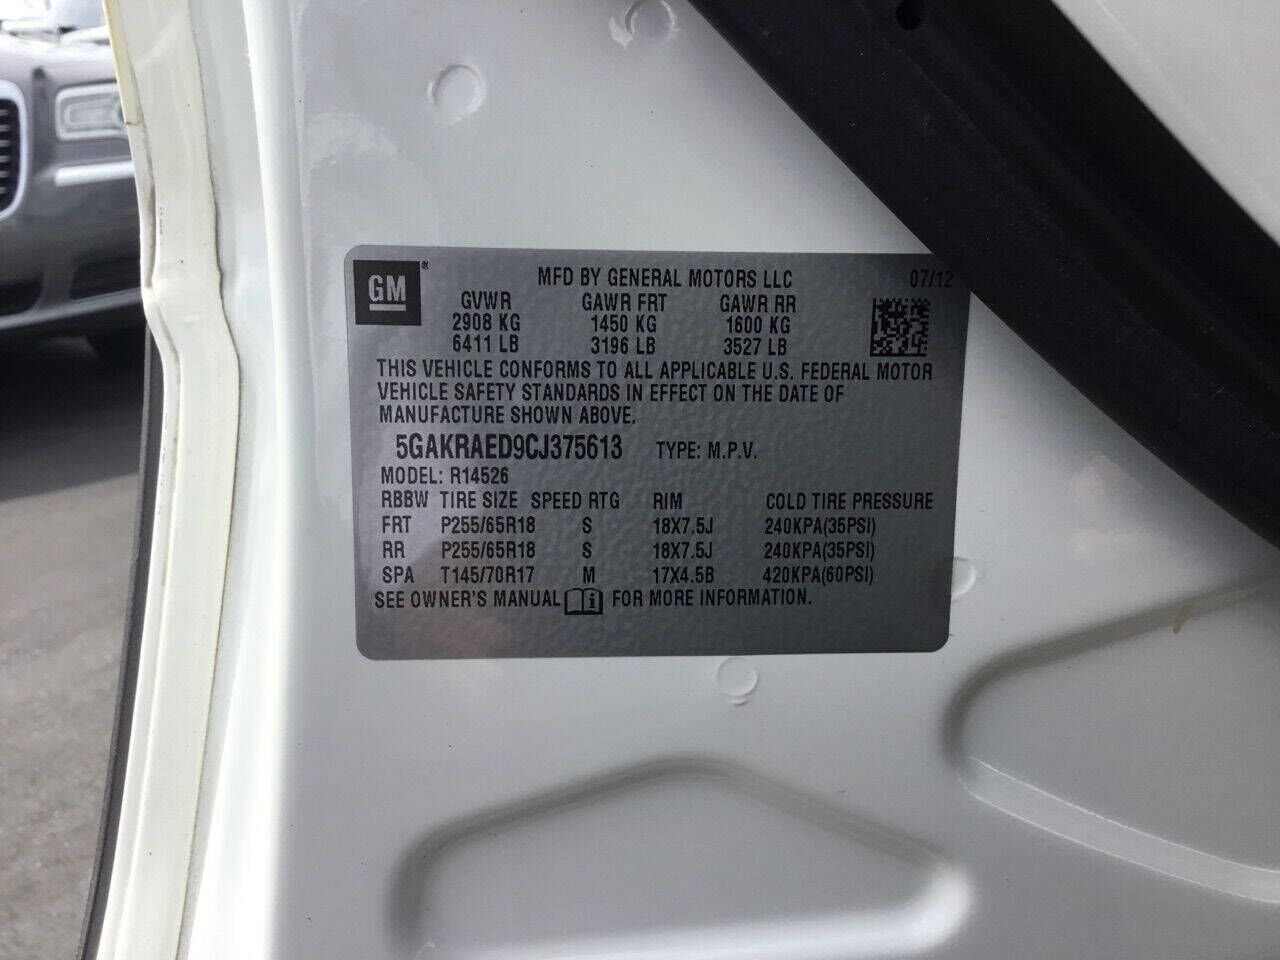 GM ® MFD BY GENERAL MOTORS LLC 07/12
GVWR GAWR FRT GAWR RR
2908 KG 1450 KG 1600 KG
6411 LB 3196 LB 3527 LB
THIS VEHICLE CONFORMS TO ALL APPLICABLE U.S. FEDERAL MOTOR
VEHICLE SAFETY STANDARDS IN EFFECT ON THE DATE OF
MANUFACTURE SHOWN ABOVE.
5GAKRAED9CJ375613 TYPE: M.P.V.
MODEL: R14526
RBBW TIRE SIZE SPEED RTG RIM COLD TIRE PRESSURE
FRT P255/65R18 S 18X7.5J 240KPA(35PSI)
RR P255/65R18 S 18X7.5J 240KPA(35PSI)
SPA T145/70R17 M 17X4.5B 420KPA(60PSI)
SEE OWNER'S MANUAL i FOR MORE INFORMATION.